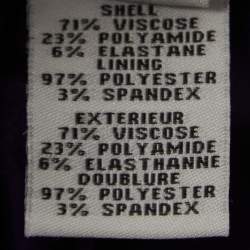 SHELL
71% VISCOSE
23% POLYAMIDE
6% ELASTANE
LINING
97% POLYESTER
3% SPANDEX
EXTERIEUR
71% VISCOSE
23% POLYAMIDE
6% ELASTHANNE
DOUBLURE
97% POLYESTER
3% SPANDEX